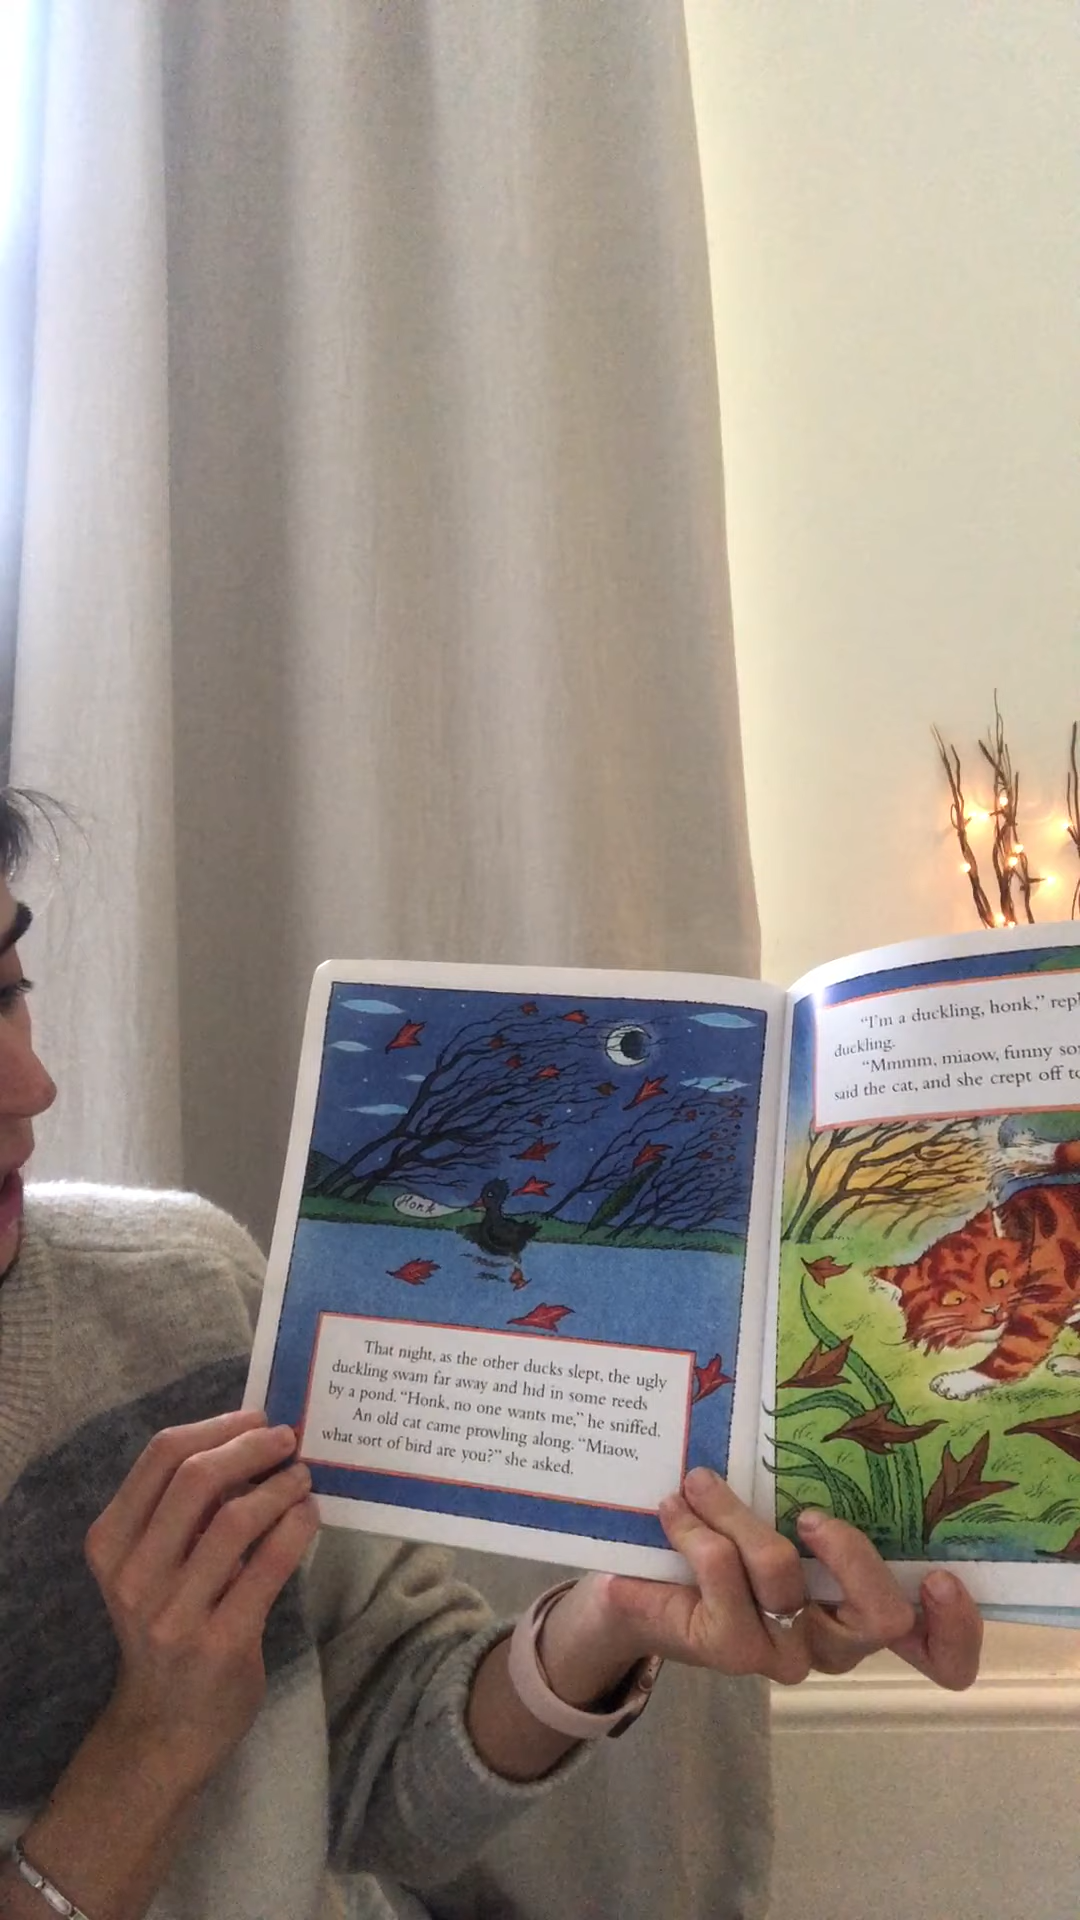 Honk
That night, as the other ducks slept, the ugly
duckling swam far away and hid in some reeds
by a pond. “Honk, no one wants me,” he sniffed.
An old cat came prowling along. “Miaow,
what sort of bird are you?” she asked.
“I’m a duckling, honk,” repl
duckling.
“Mmmm, miaow, funny so
said the cat, and she crept off to